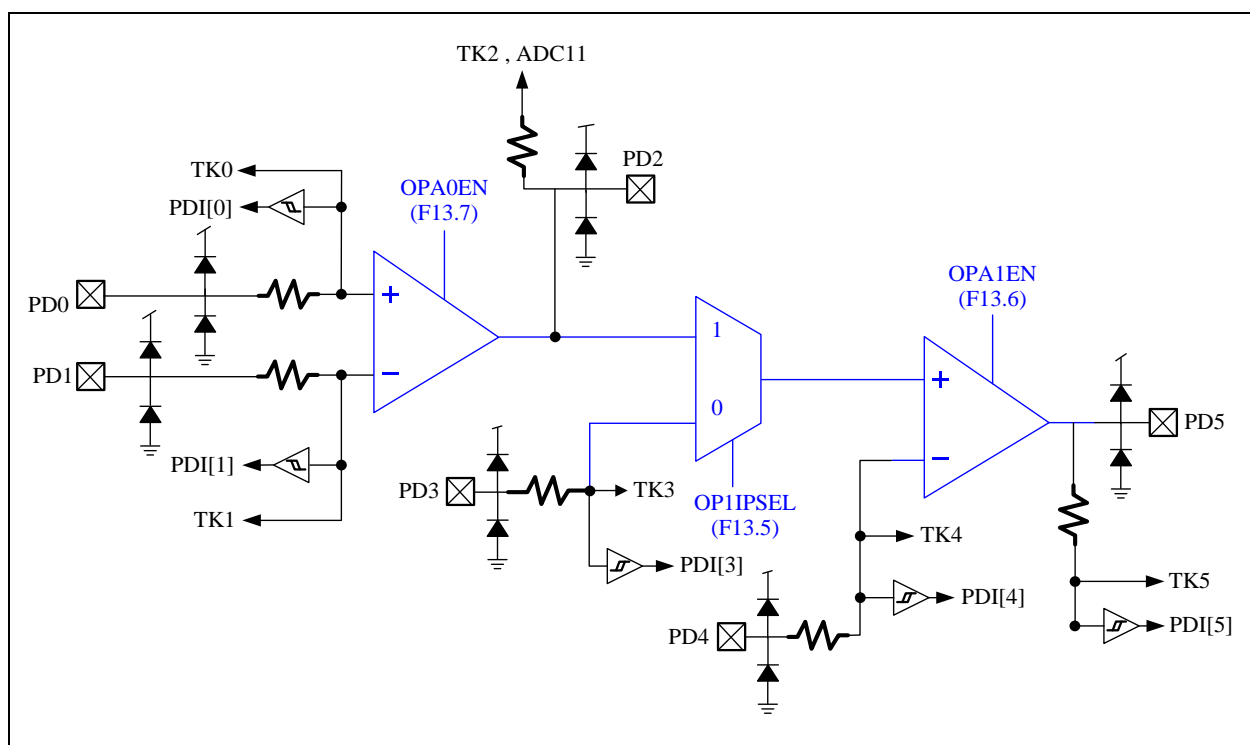 TK2 , ADC11
TK0
PDI[0]
OPA0EN
(F13.7)
PD2
PD0
+
PD1
−
OPA1EN
(F13.6)
1
0
+
−
PD5
PDI[1]
TK1
PD3
TK3
OP1IPSEL
(F13.5)
PDI[3]
TK4
PDI[4]
PD4
TK5
PDI[5]